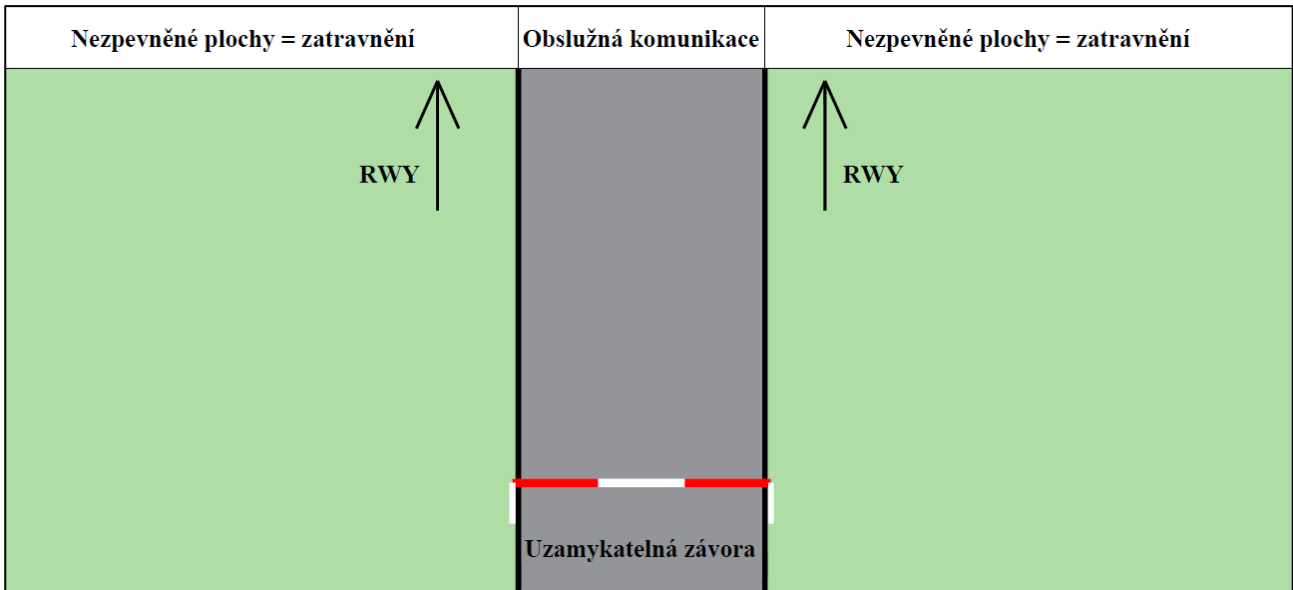 Nezpevněné plochy = zatravnění
Obslužná komunikace
Nezpevněné plochy = zatravnění
RWY
RWY
Uzamykatelná závora